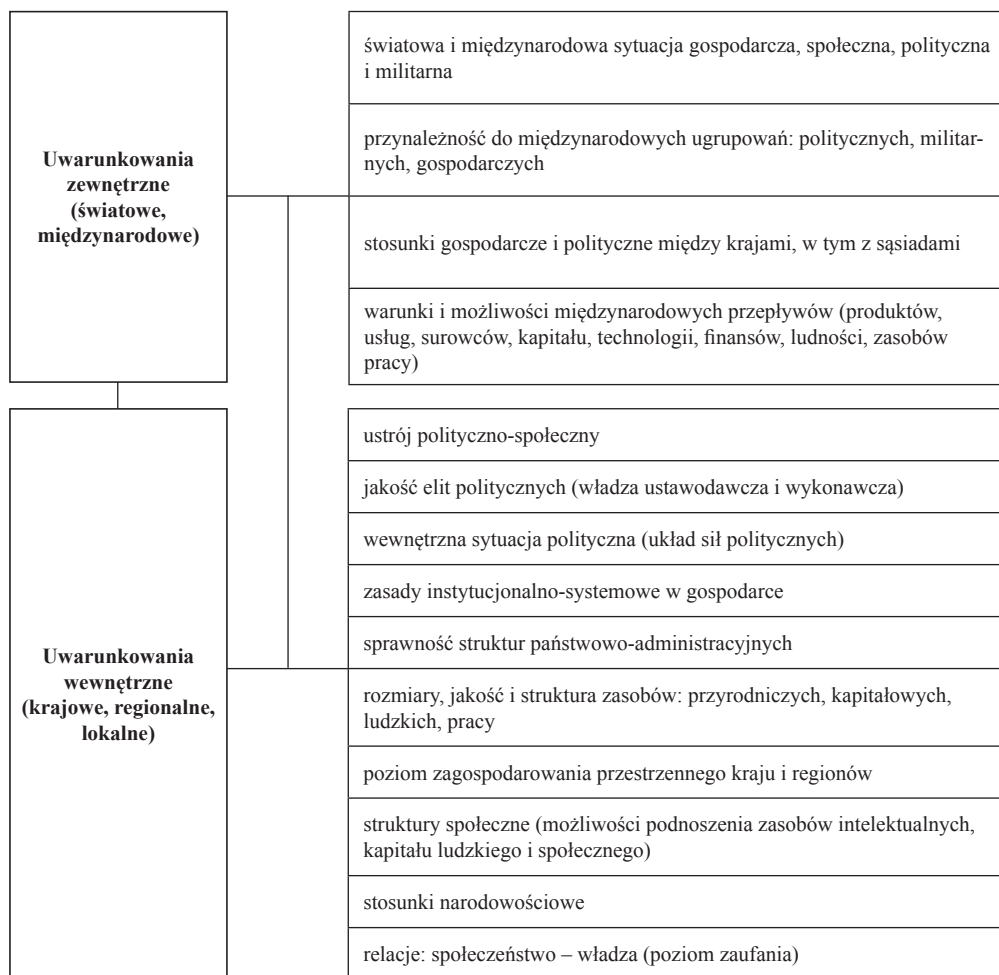 Uwarunkowania
zewnętrzne
(światowe,
międzynarodowe)
światowa i międzynarodowa sytuacja gospodarcza, społeczna, polityczna
i militarna
przynależność do międzynarodowych ugrupowań: politycznych, militar-
nych, gospodarczych
stosunki gospodarcze i polityczne między krajami, w tym z sąsiadami
warunki i możliwości międzynarodowych przepływów (produktów,
usług, surowców, kapitału, technologii, finansów, ludności, zasobów
pracy)
Uwarunkowania
wewnętrzne
(krajowe, regionalne,
lokalne)
ustrój polityczno-społeczny
jakość elit politycznych (władza ustawodawcza i wykonawcza)
wewnętrzna sytuacja polityczna (układ sił politycznych)
zasady instytucjonalno-systemowe w gospodarce
sprawność struktur państwowo-administracyjnych
rozmiary, jakość i struktura zasobów: przyrodniczych, kapitałowych,
ludzkich, pracy
poziom zagospodarowania przestrzennego kraju i regionów
struktury społeczne (możliwości podnoszenia zasobów intelektualnych,
kapitału ludzkiego i społecznego)
stosunki narodowościowe
relacje: społeczeństwo – władza (poziom zaufania)